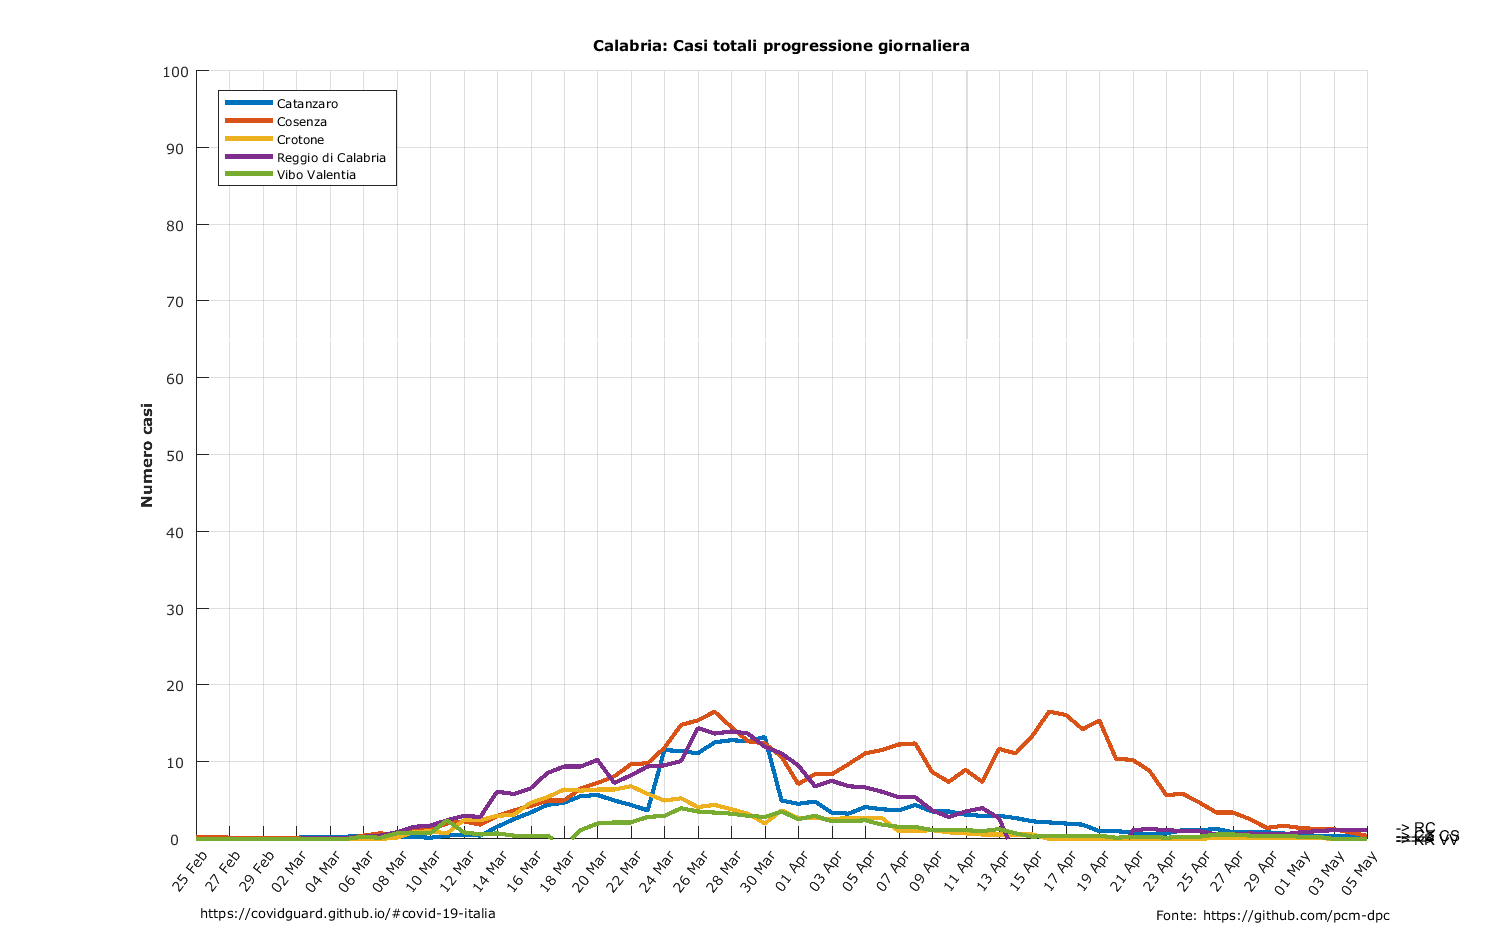 Calabria: Casi totali progressione giornaliera
Catanzaro
Cosenza
Crotone
Reggio di Calabria
Vibo Valentia
100
90
80
70
60
50
40
30
20
10
0
Numero casi
25 Feb
27 Feb
29 Feb
02 Mar
04 Mar
06 Mar
08 Mar
10 Mar
12 Mar
14 Mar
16 Mar
18 Mar
20 Mar
22 Mar
24 Mar
26 Mar
28 Mar
30 Mar
01 Apr
03 Apr
05 Apr
07 Apr
09 Apr
11 Apr
13 Apr
15 Apr
17 Apr
19 Apr
21 Apr
23 Apr
25 Apr
27 Apr
29 Apr
01 May
03 May
05 May
-> RC
https://covidguard.github.io/#covid-19-italia
Fonte: https://github.com/pcm-dpc